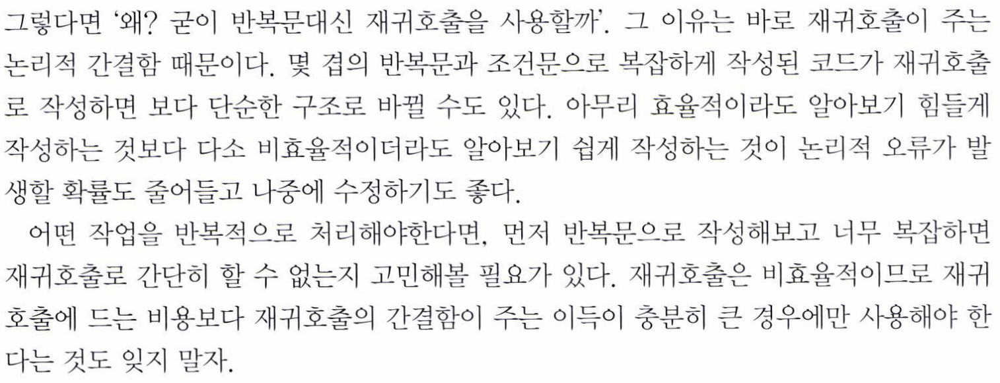 그렇다면 ‘왜? 굳이 반복문대신 재귀호출을 사용할까’. 그 이유는 바로 재귀호출이 주는
논리적 간결함 때문이다. 몇 겹의 반복문과 조건문으로 복잡하게 작성된 코드가 재귀호출
로 작성하면 보다 단순한 구조로 바뀔 수도 있다. 아무리 효율적이라도 알아보기 힘들게
작성하는 것보다 다소 비효율적이더라도 알아보기 쉽게 작성하는 것이 논리적 오류가 발
생할 확률도 줄어들고 나중에 수정하기도 좋다.
어떤 작업을 반복적으로 처리해야한다면, 먼저 반복문으로 작성해보고 너무 복잡하면
재귀호출로 간단히 할 수 없는지 고민해볼 필요가 있다. 재귀호출은 비효율적이므로 재귀
호출에 드는 비용보다 재귀호출의 간결함이 주는 이득이 충분히 큰 경우에만 사용해야 한
다는 것도 잊지 말자.